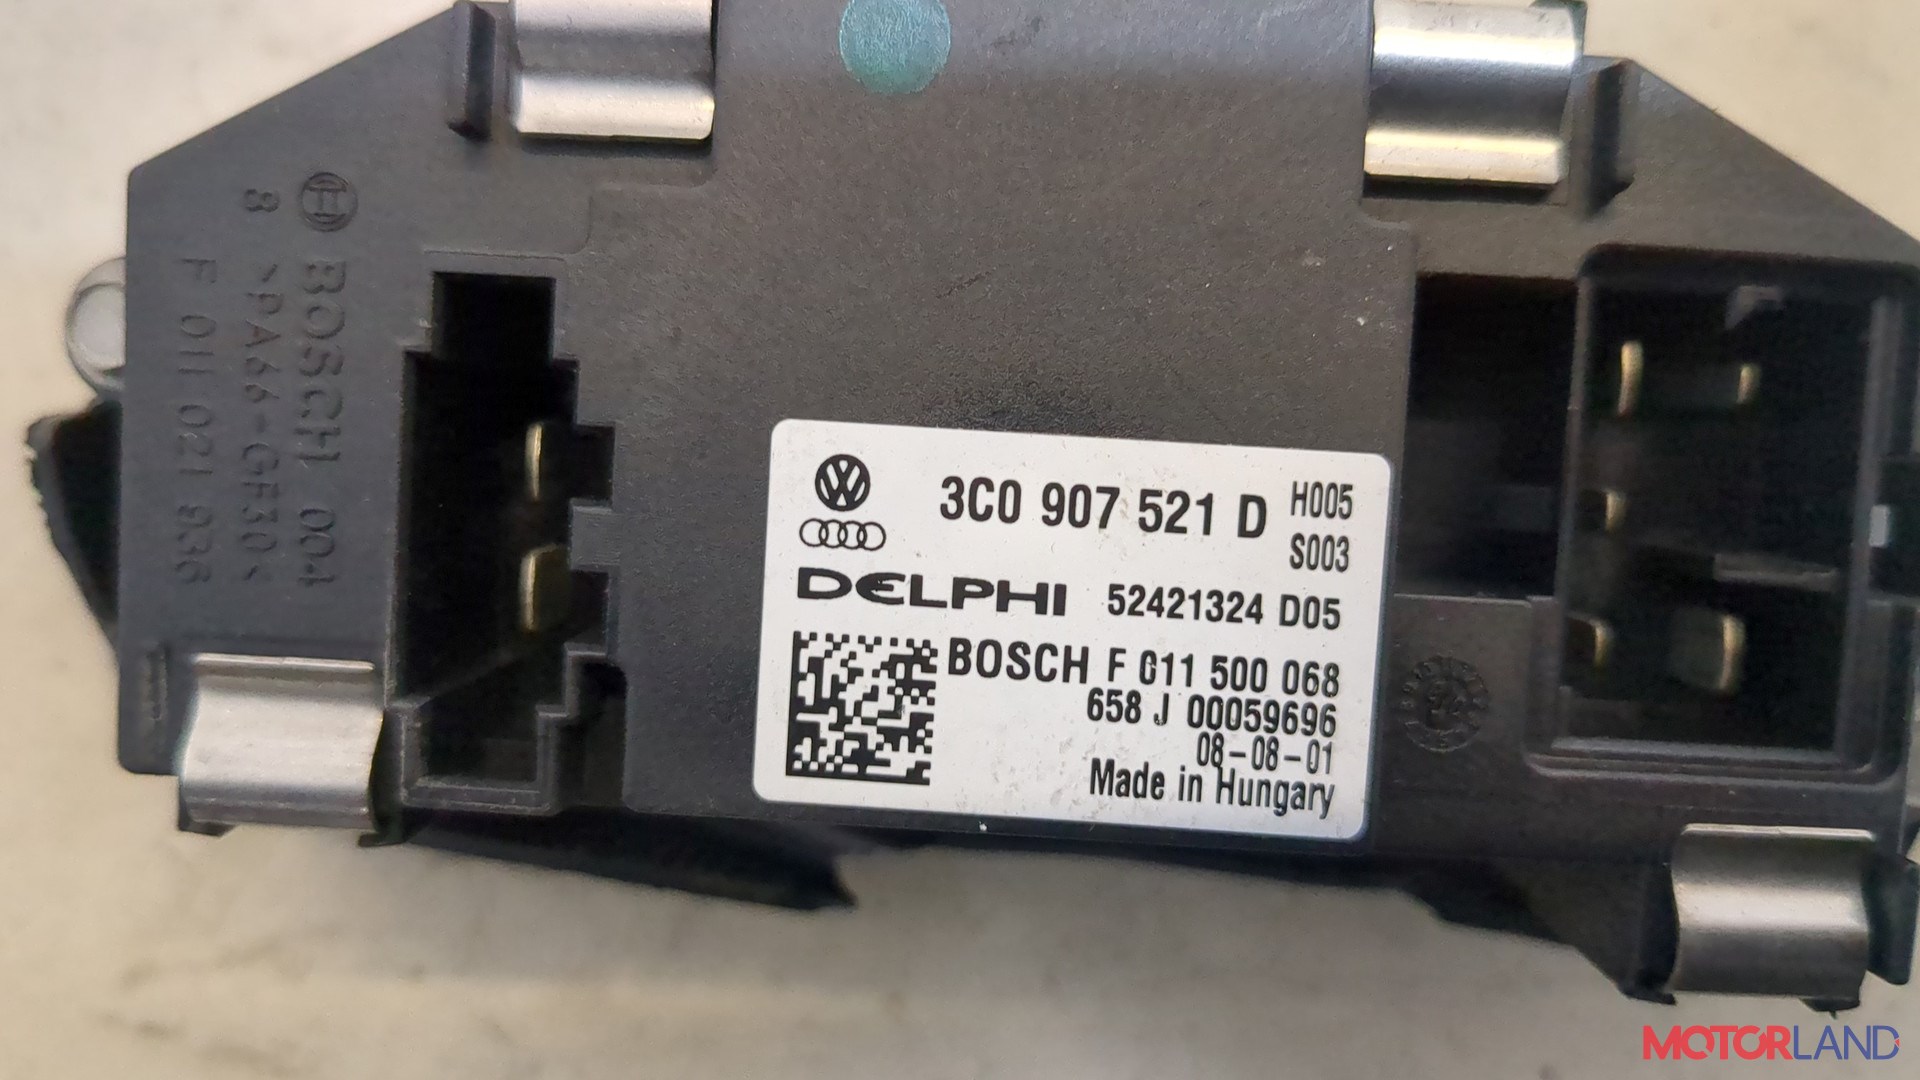 BOSCH 004
8 >PA66-GF30<
F 011 021 936
3C0 907 521 D
H005
S003
DELPHI 52421324 D05
BOSCH F 011 500 068
658 J 00059696
08-08-01
Made in Hungary
MOTORLAND